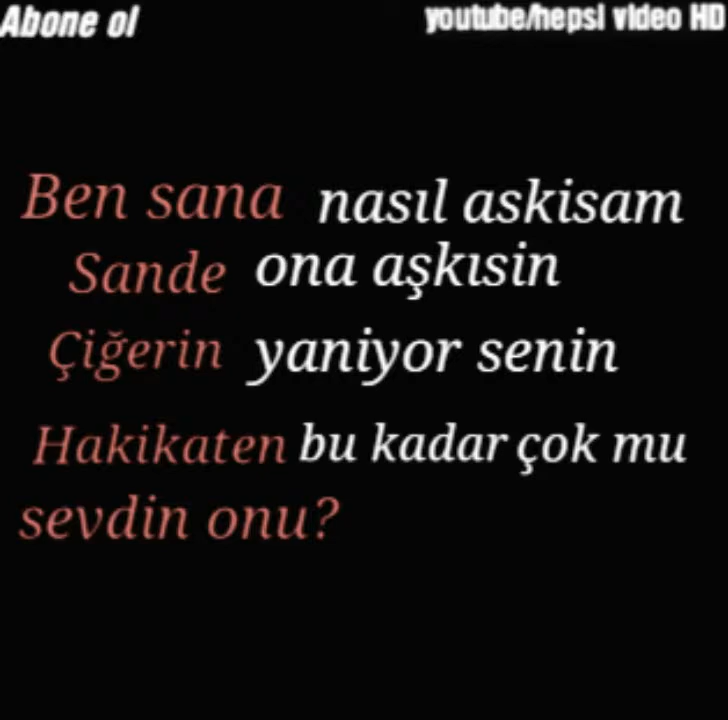 Abone ol
youtube/hepsi video HD
Ben sana nasıl askisam
Sande ona aşkısin
Çiğerin yaniyor senin
Hakikaten bu kadar çok mu
sevdin onu?